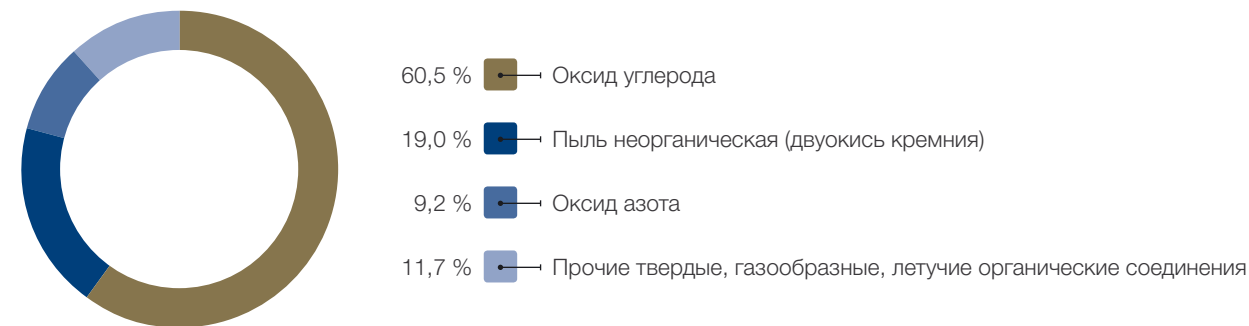 60,5 % Оксид углерода
19,0 % Пыль неорганическая (двуокись кремния)
9,2 % Оксид азота
11,7 % Прочие твердые, газообразные, летучие органические соединения